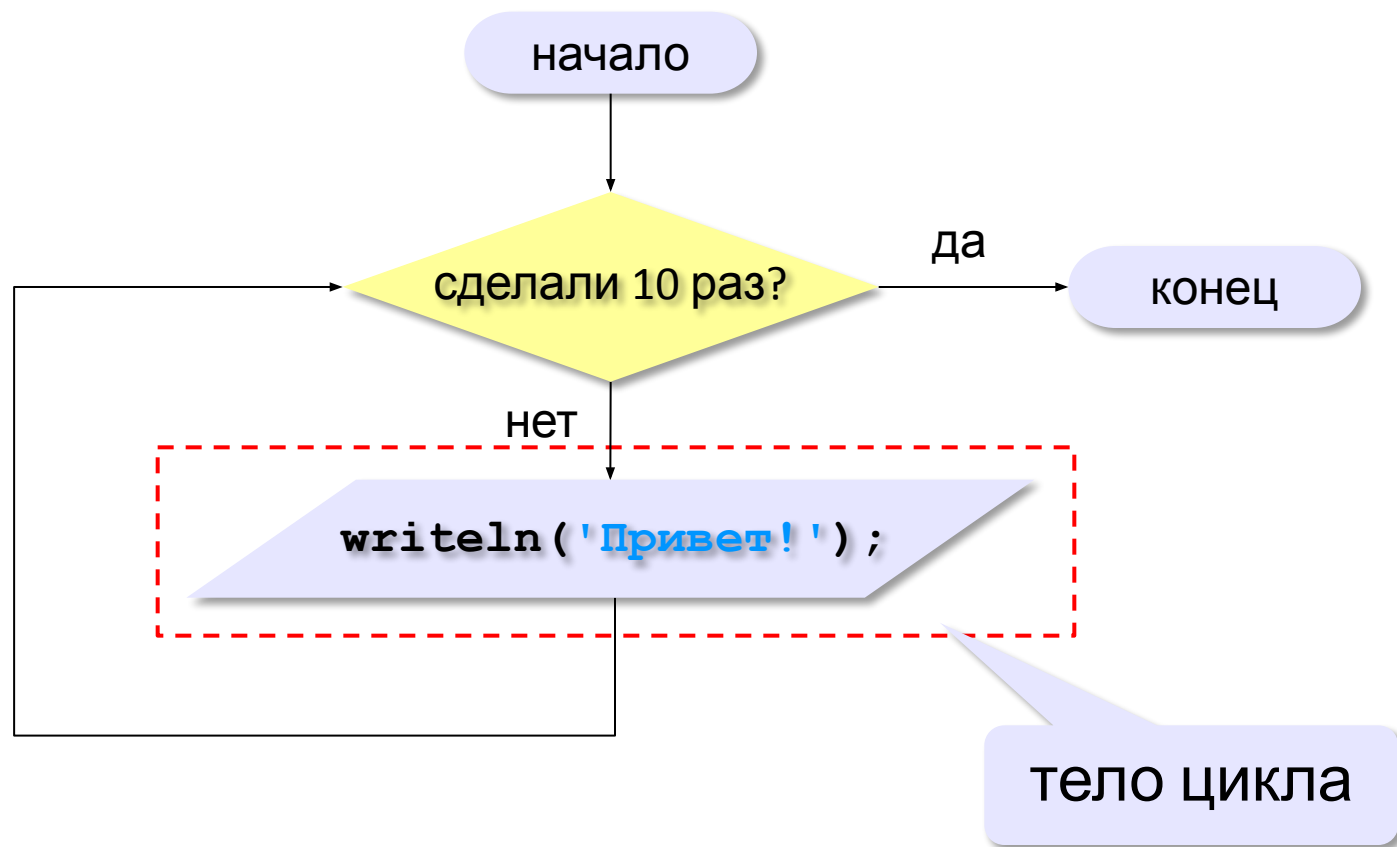 начало
сделали 10 раз?
да
конец
нет
writeln('Привет!');
тело цикла